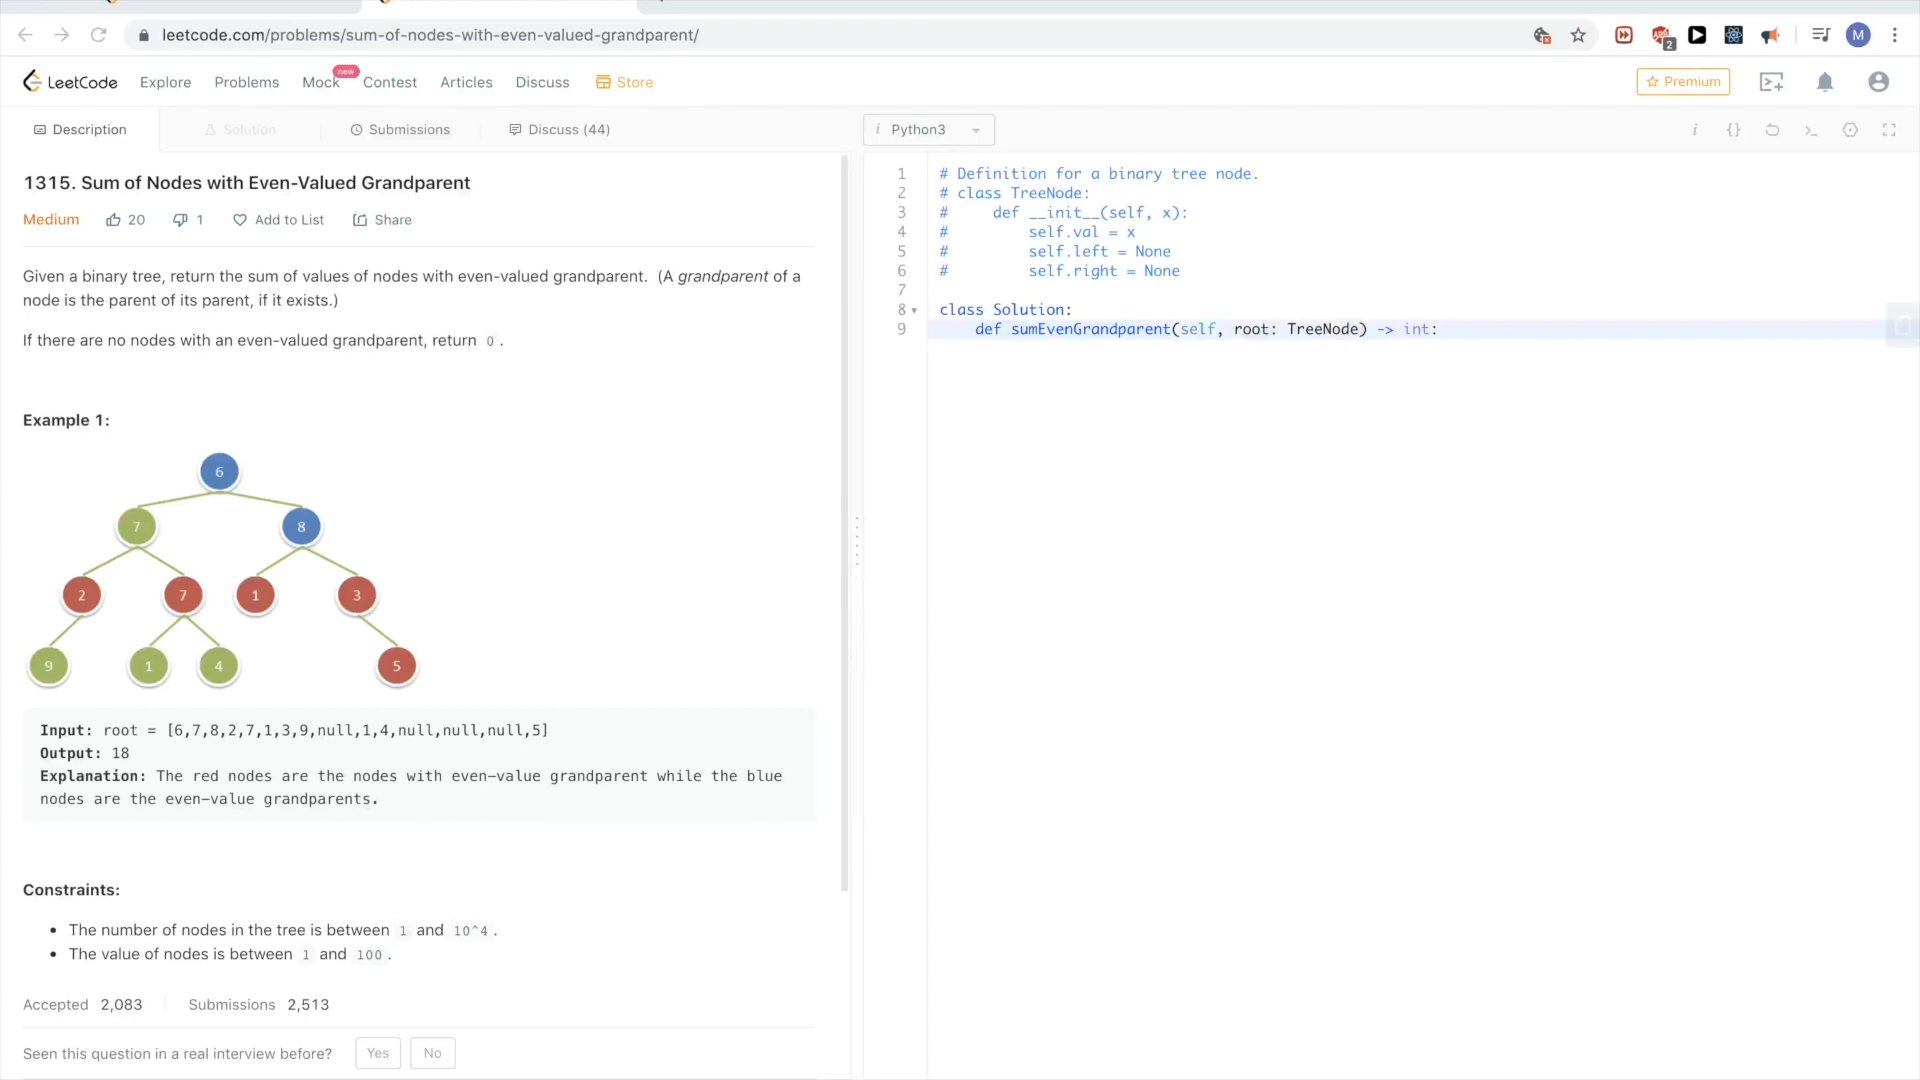 leetcode.com/problems/sum-of-nodes-with-even-valued-grandparent/
2
M
LeetCode Explore Problems Mock new Contest Articles Discuss Store Premium
Description Solution Submissions Discuss (44)
1315. Sum of Nodes with Even-Valued Grandparent
Medium 20 1 Add to List Share
Given a binary tree, return the sum of values of nodes with even-valued grandparent. (A grandparent of a
node is the parent of its parent, if it exists.)
If there are no nodes with an even-valued grandparent, return 0 .
Example 1:
6
7 8
2 7 1 3
9 1 4 5
Input: root = [6,7,8,2,7,1,3,9,null,1,4,null,null,null,5]
Output: 18
Explanation: The red nodes are the nodes with even-value grandparent while the blue
nodes are the even-value grandparents.
Constraints:
• The number of nodes in the tree is between 1 and 10^4 .
• The value of nodes is between 1 and 100 .
Accepted 2,083 Submissions 2,513
Seen this question in a real interview before? Yes No
i Python3 i {} >_
1 # Definition for a binary tree node.
2 # class TreeNode:
3 #     def __init__(self, x):
4 #         self.val = x
5 #         self.left = None
6 #         self.right = None
7
8 class Solution:
9     def sumEvenGrandparent(self, root: TreeNode) -> int: